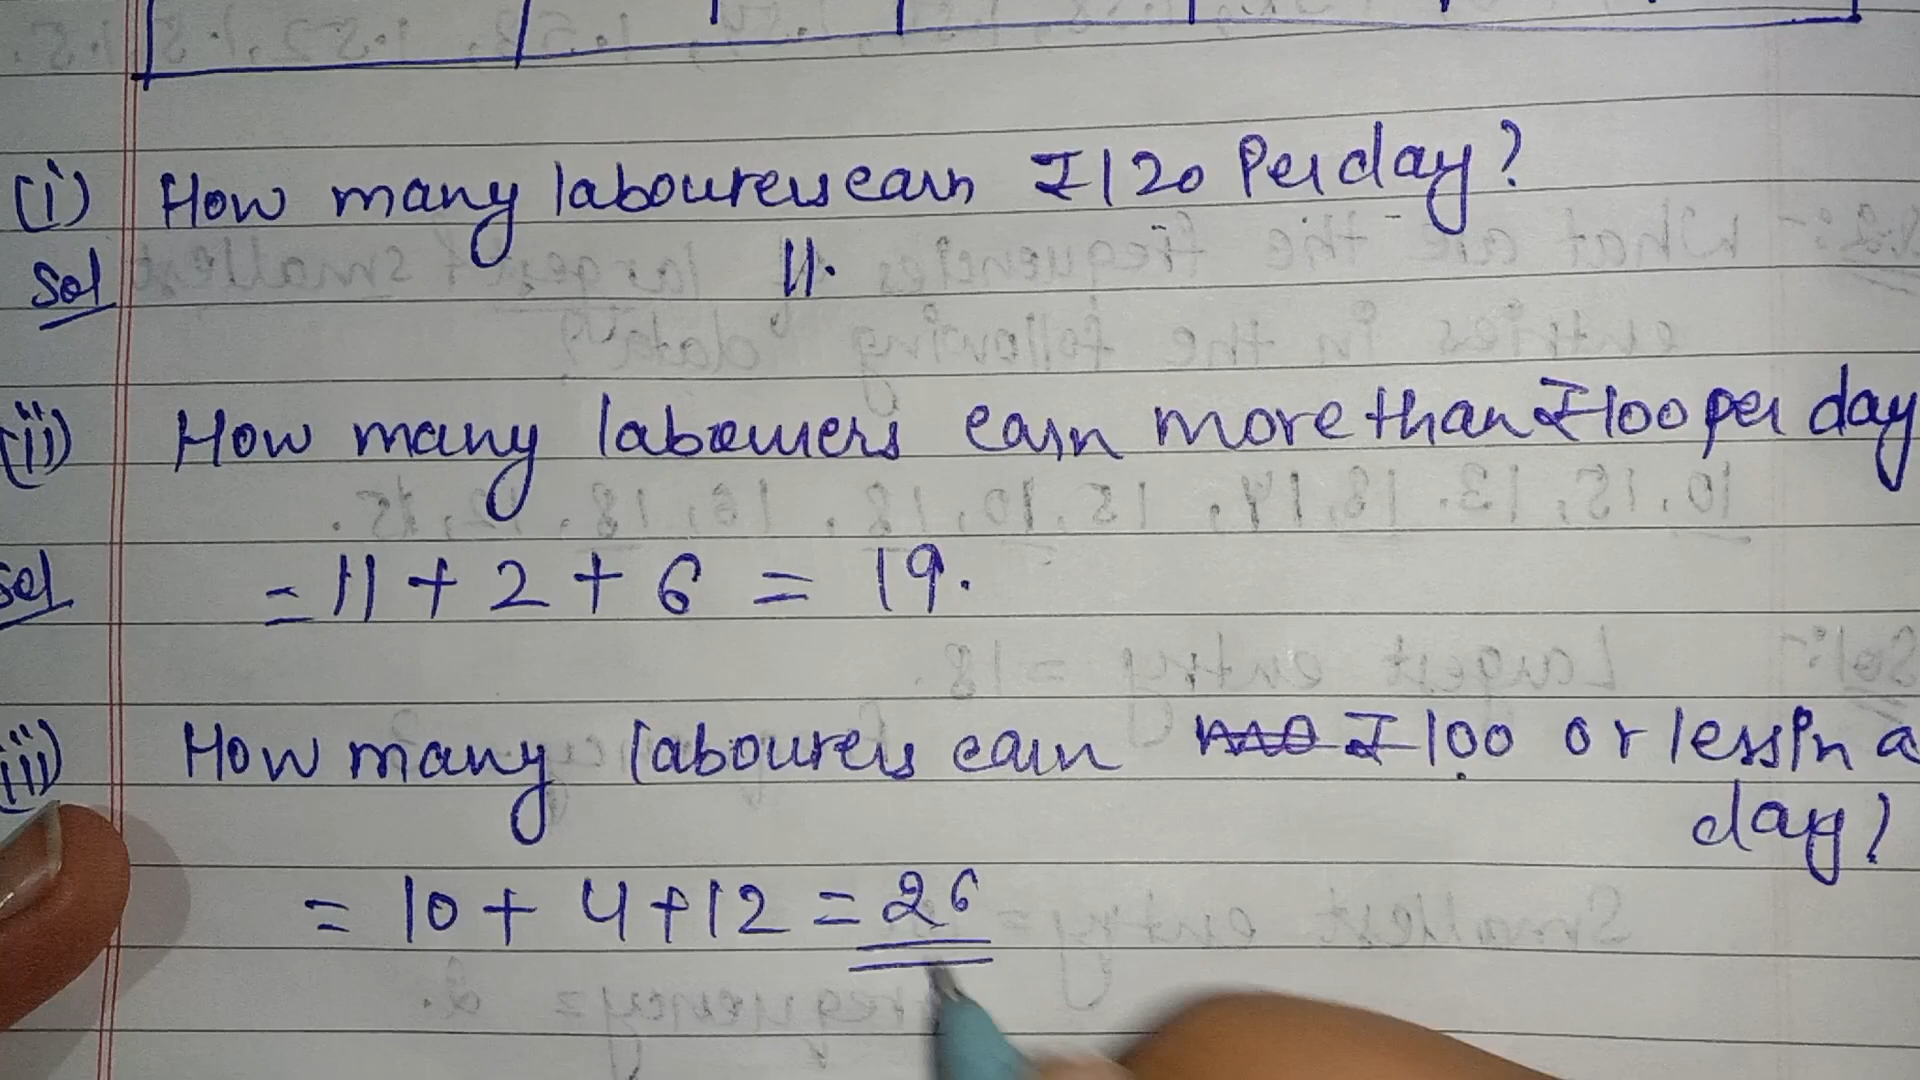 (i) How many labourers earn ₹120 Per day?
Sol 11.
(ii) How many labourers earn more than ₹100 per day
Sol = 11 + 2 + 6 = 19.
(iii) How many labourers earn ₹100 or less in a
day?
= 10 + 4 + 12 = 26